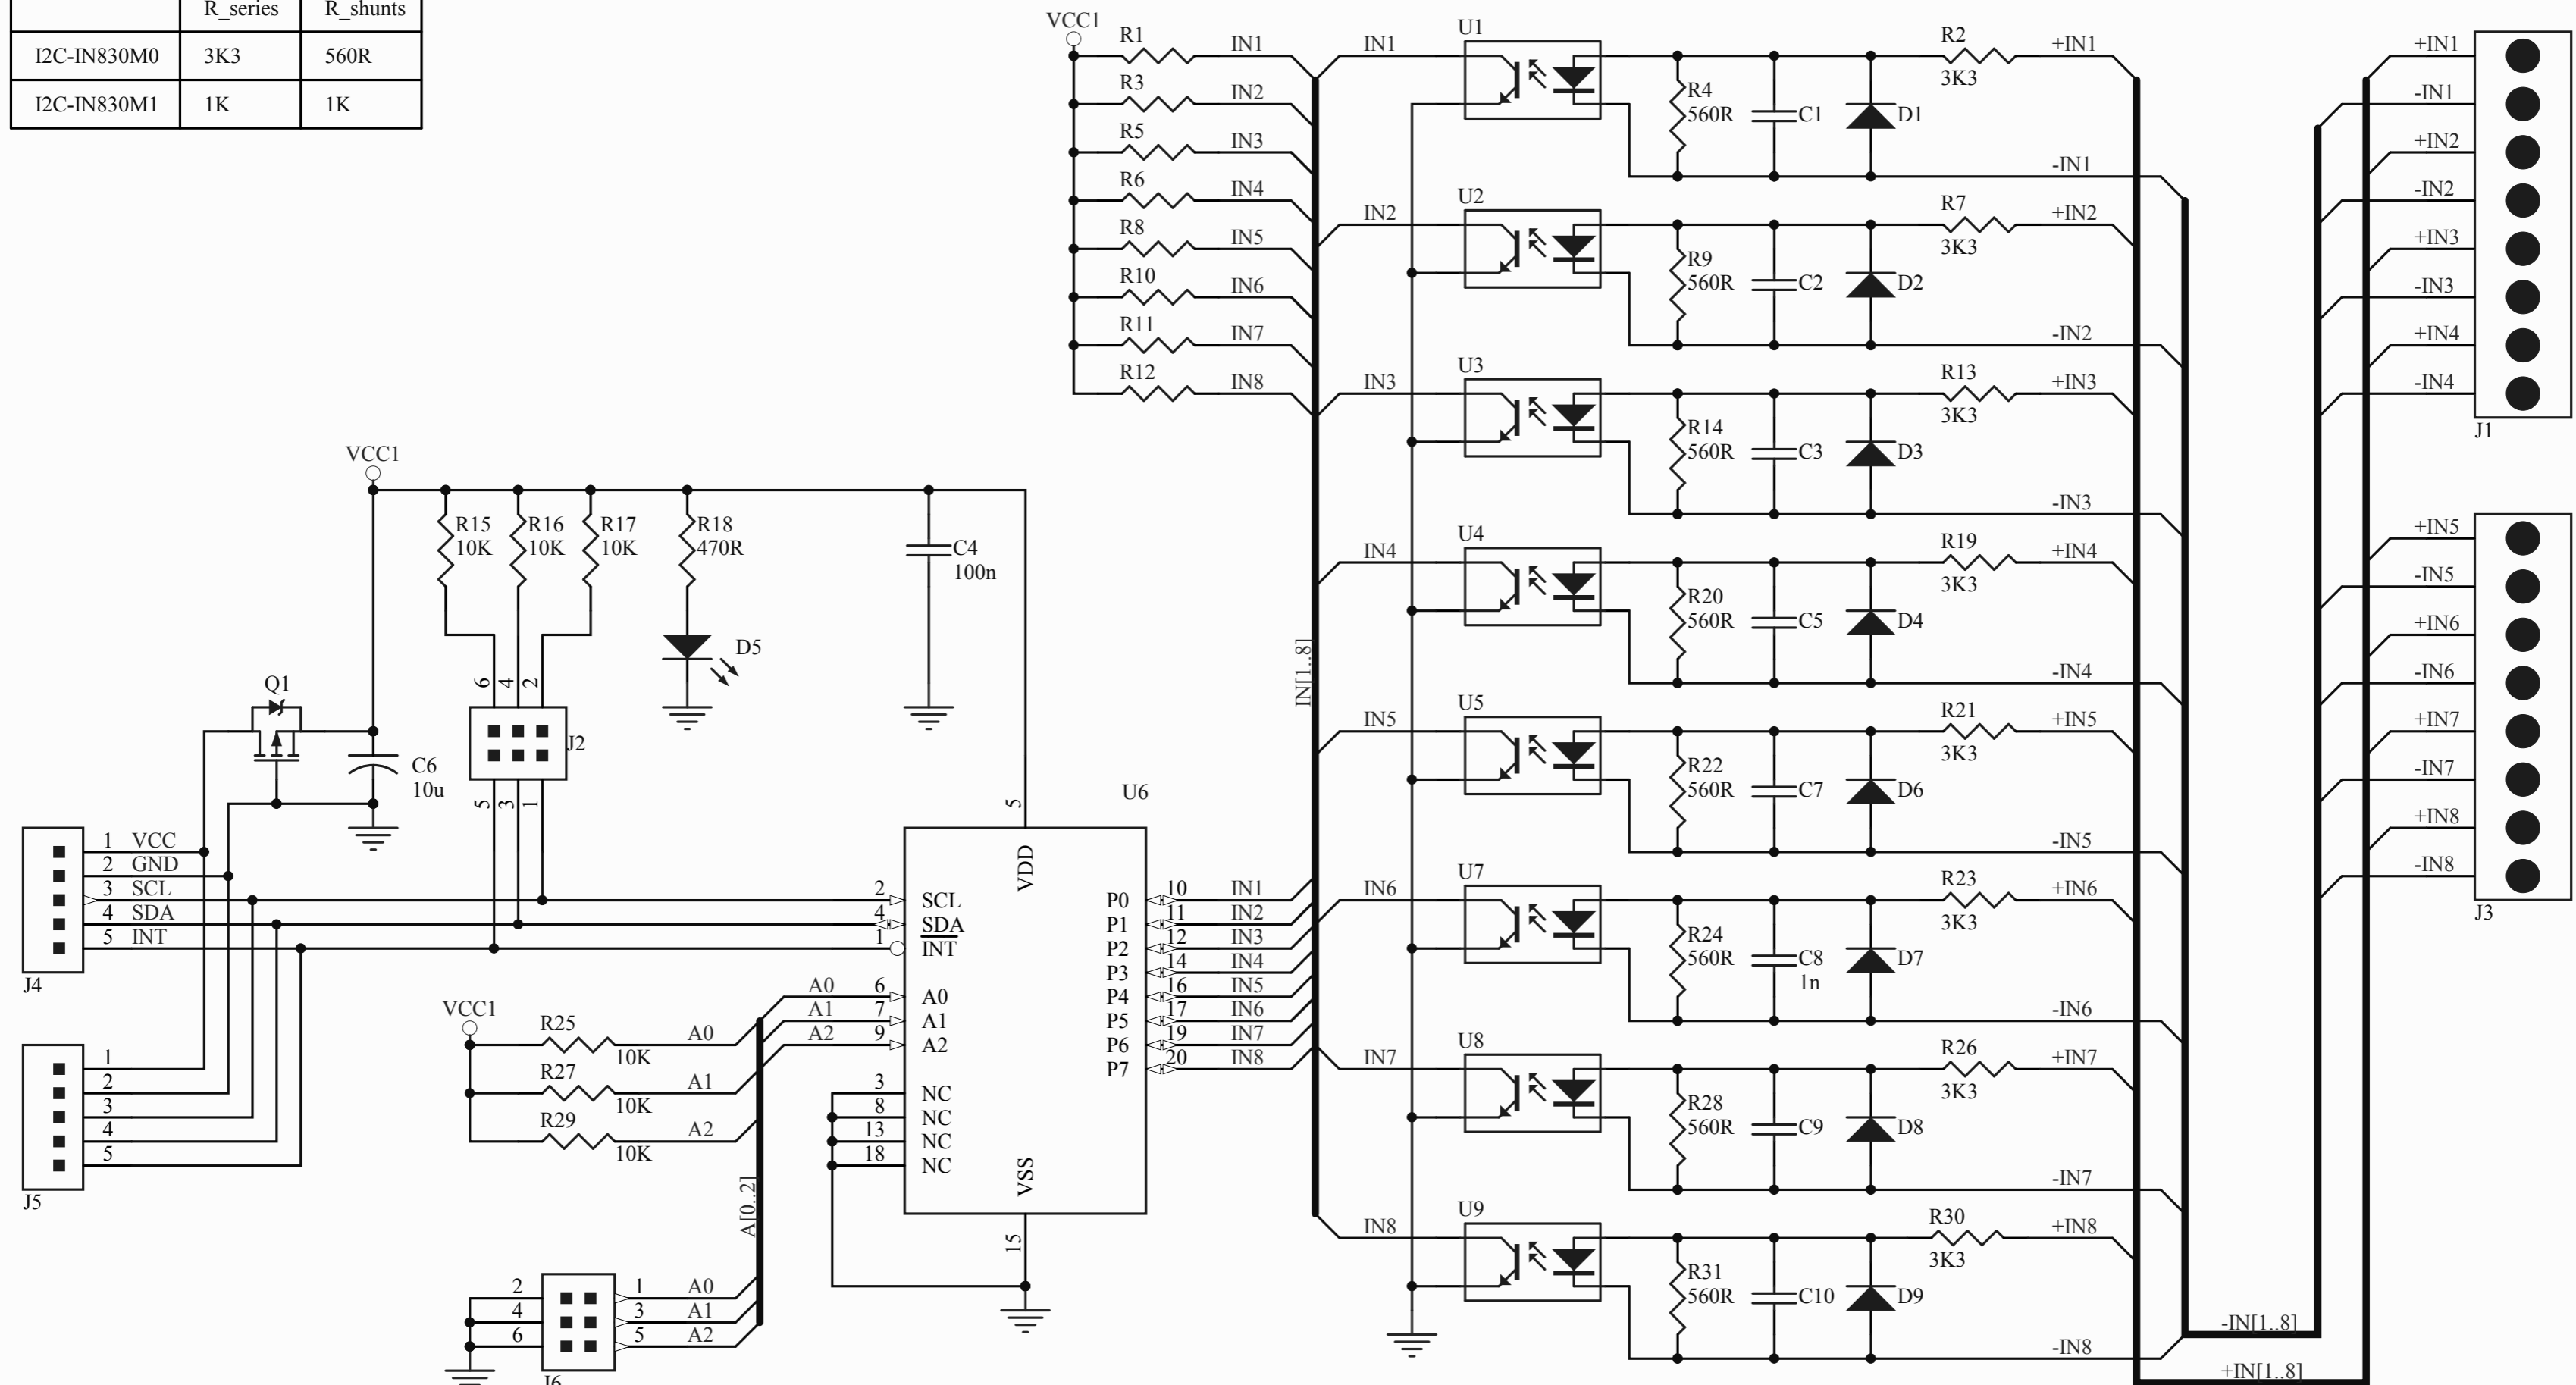 R_series R_shunts
I2C-IN830M0 3K3 560R
I2C-IN830M1 1K 1K
VCC1
R1 IN1
R3 IN2
R5 IN3
R6 IN4
R8 IN5
R10 IN6
R11 IN7
R12 IN8
IN[1..8]
IN1 U1 R4 560R C1 D1 R2 3K3 +IN1 -IN1
IN2 U2 R9 560R C2 D2 R7 3K3 +IN2 -IN2
IN3 U3 R14 560R C3 D3 R13 3K3 +IN3 -IN3
IN4 U4 R20 560R C5 D4 R19 3K3 +IN4 -IN4
IN5 U5 R22 560R C7 D6 R21 3K3 +IN5 -IN5
IN6 U7 R24 560R C8 1n D7 R23 3K3 +IN6 -IN6
IN7 U8 R28 560R C9 D8 R26 3K3 +IN7 -IN7
IN8 U9 R31 560R C10 D9 R30 3K3 +IN8 -IN8
-IN[1..8]
+IN[1..8]
+IN1
-IN1
+IN2
-IN2
+IN3
-IN3
+IN4
-IN4
J1
+IN5
-IN5
+IN6
-IN6
+IN7
-IN7
+IN8
-IN8
J3
VCC1
R15 R16 R17 R18
10K 10K 10K 470R
C4
100n
D5
6 4 2
J2
5 3 1
Q1
C6
10u
1 VCC
2 GND
3 SCL
4 SDA
5 INT
J4
1
2
3
4
5
J5
VCC1
R25 10K A0
R27 10K A1
R29 10K A2
A[0..2]
A0
A1
A2
U6
5 VDD
2 SCL
4 SDA
1 INT
6 A0
7 A1
9 A2
3 NC
8 NC
13 NC
18 NC
VSS 15
P0 10 IN1
P1 11 IN2
P2 12 IN3
P3 14 IN4
P4 16 IN5
P5 17 IN6
P6 19 IN7
P7 20 IN8
2 1 A0
4 3 A1
6 5 A2
J6